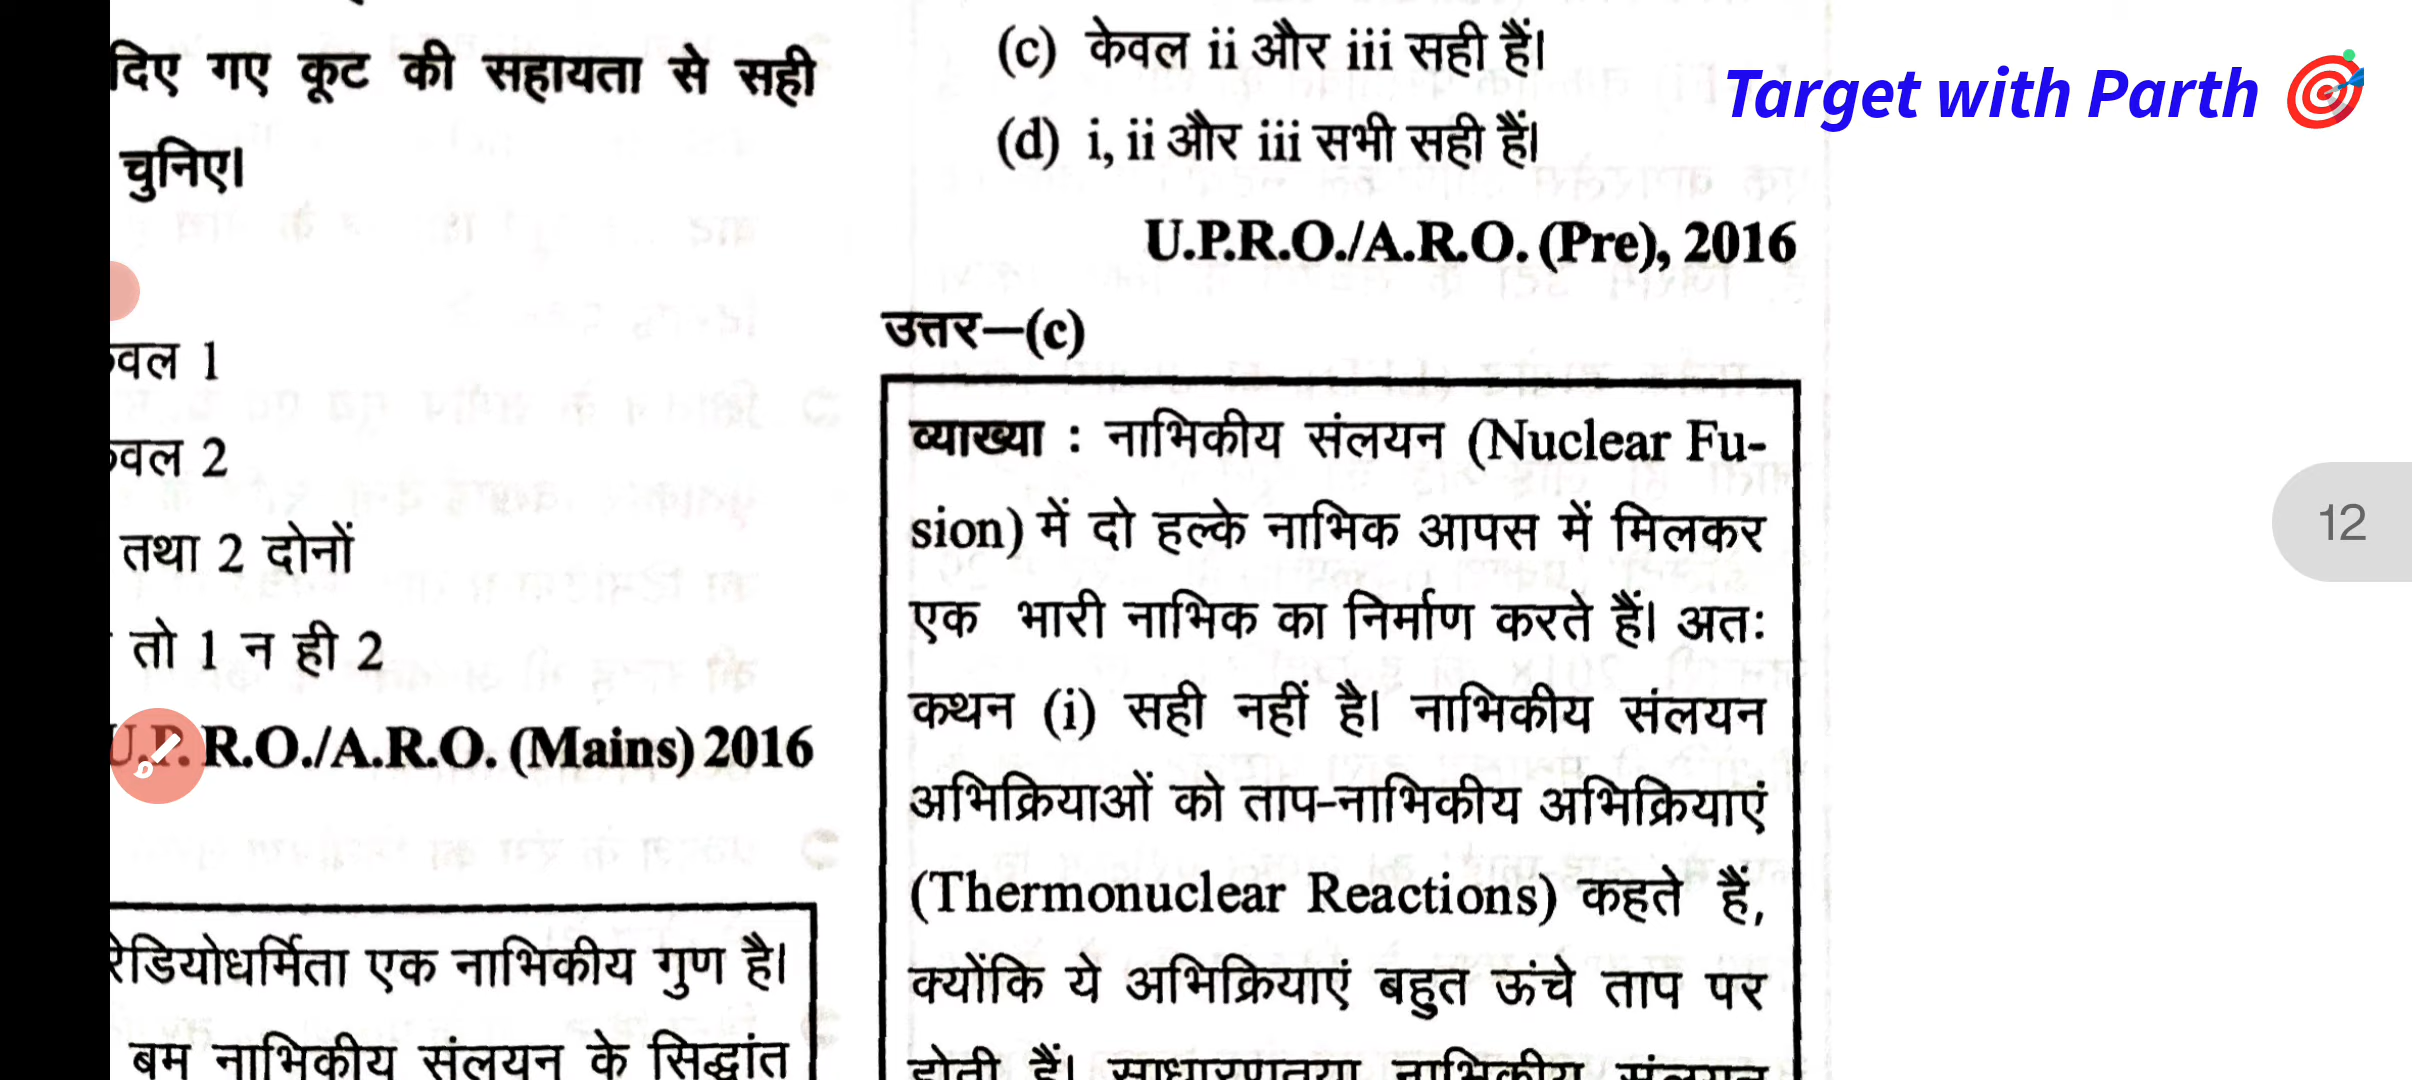 दिए गए कूट की सहायता से सही
चुनिए।
वल 1
वल 2
तथा 2 दोनों
तो 1 न ही 2
U.P.R.O./A.R.O. (Mains) 2016
रेडियोधर्मिता एक नाभिकीय गुण है।
बम नाभिकीय संलयन के सिद्धांत
(c) केवल ii और iii सही हैं।
(d) i, ii और iii सभी सही हैं।
U.P.R.O./A.R.O. (Pre), 2016
उत्तर—(c)
व्याख्या : नाभिकीय संलयन (Nuclear Fu-
sion) में दो हल्के नाभिक आपस में मिलकर
एक भारी नाभिक का निर्माण करते हैं। अतः
कथन (i) सही नहीं है। नाभिकीय संलयन
अभिक्रियाओं को ताप-नाभिकीय अभिक्रियाएं
(Thermonuclear Reactions) कहते हैं,
क्योंकि ये अभिक्रियाएं बहुत ऊंचे ताप पर
होती हैं। साधारणतया नाभिकीय संलयन
Target with Parth
12